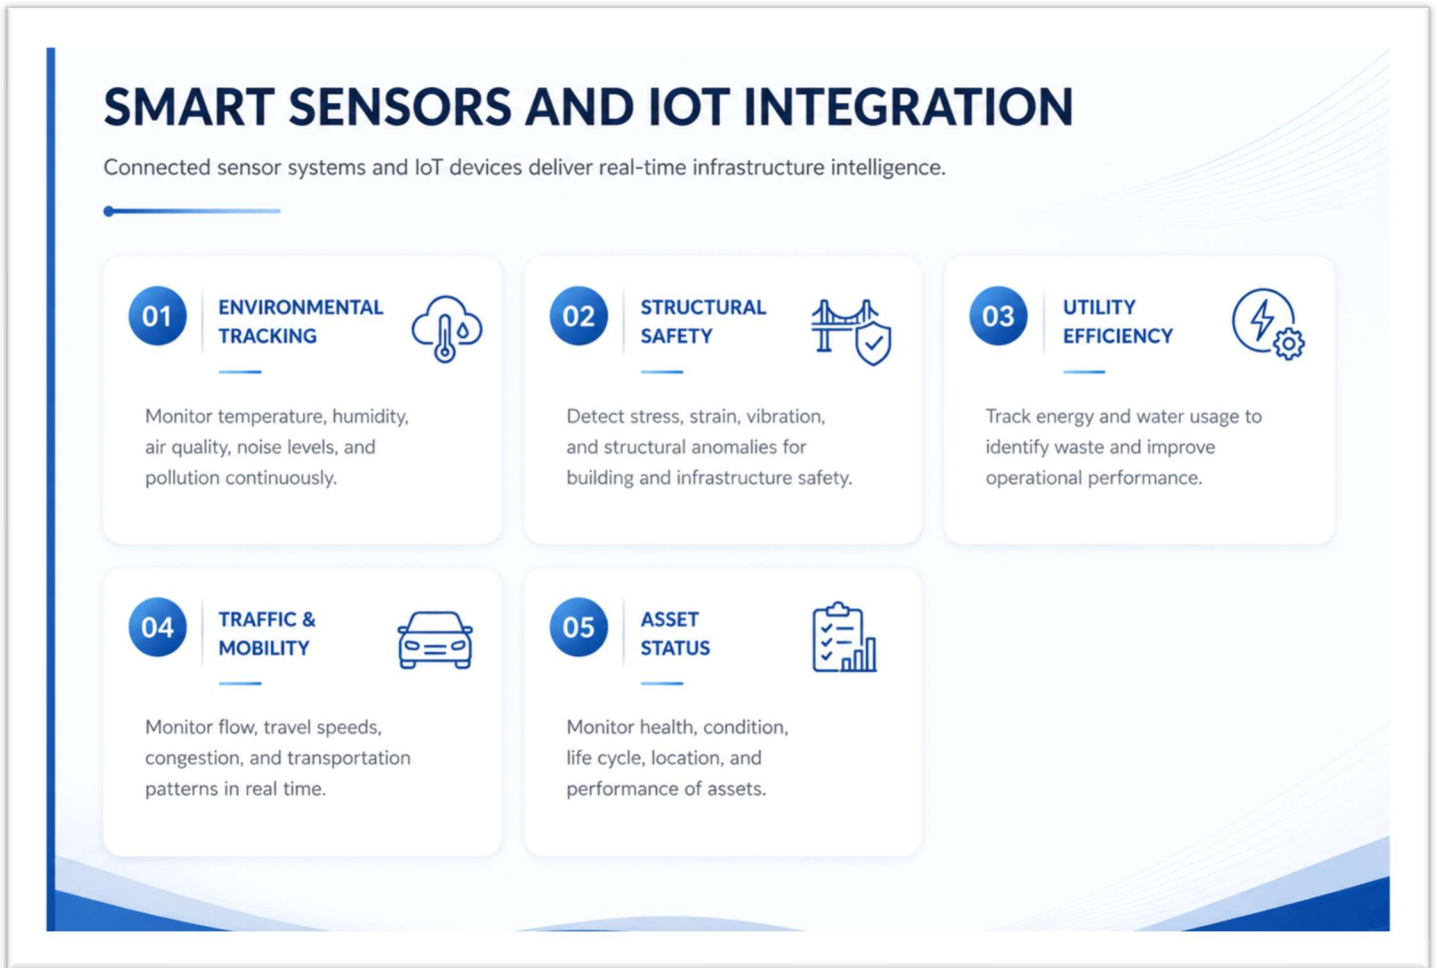 SMART SENSORS AND IOT INTEGRATION
Connected sensor systems and IoT devices deliver real-time infrastructure intelligence.
01
ENVIRONMENTAL
TRACKING
Monitor temperature, humidity,
air quality, noise levels, and
pollution continuously.
02
STRUCTURAL
SAFETY
Detect stress, strain, vibration,
and structural anomalies for
building and infrastructure safety.
03
UTILITY
EFFICIENCY
Track energy and water usage to
identify waste and improve
operational performance.
04
TRAFFIC &
MOBILITY
Monitor flow, travel speeds,
congestion, and transportation
patterns in real time.
05
ASSET
STATUS
Monitor health, condition,
life cycle, location, and
performance of assets.